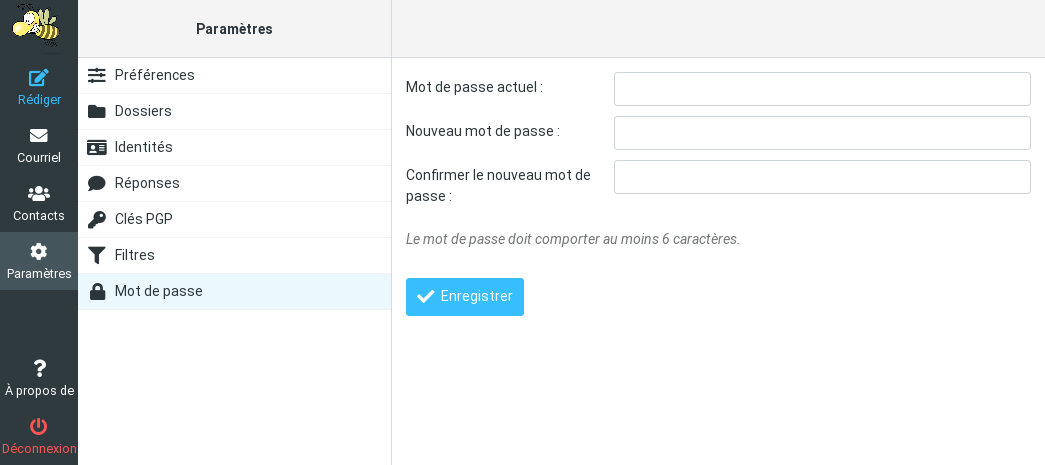 Rédiger
Courriel
Contacts
Paramètres
À propos de
Déconnexion
Paramètres
Préférences
Dossiers
Identités
Réponses
Clés PGP
Filtres
Mot de passe
Mot de passe actuel :
Nouveau mot de passe :
Confirmer le nouveau mot de
passe :
Le mot de passe doit comporter au moins 6 caractères.
Enregistrer